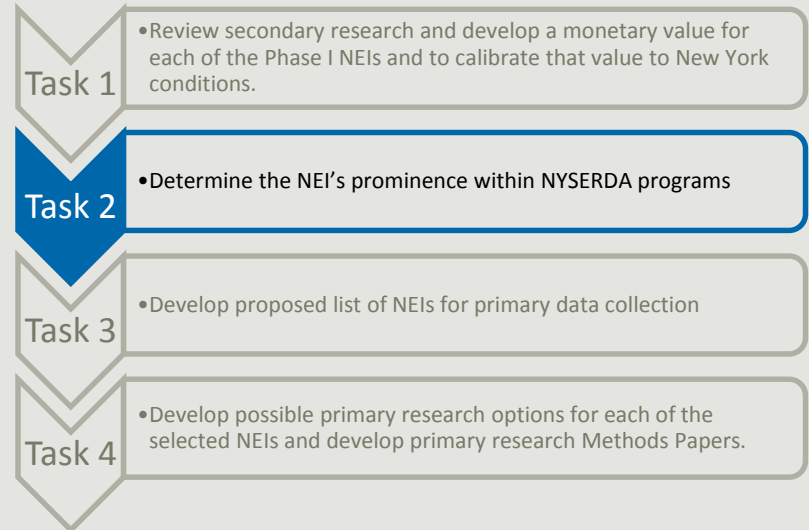 Task 1
•Review secondary research and develop a monetary value for
each of the Phase I NEIs and to calibrate that value to New York
conditions.
Task 2
•Determine the NEI’s prominence within NYSERDA programs
Task 3
•Develop proposed list of NEIs for primary data collection
Task 4
•Develop possible primary research options for each of the
selected NEIs and develop primary research Methods Papers.